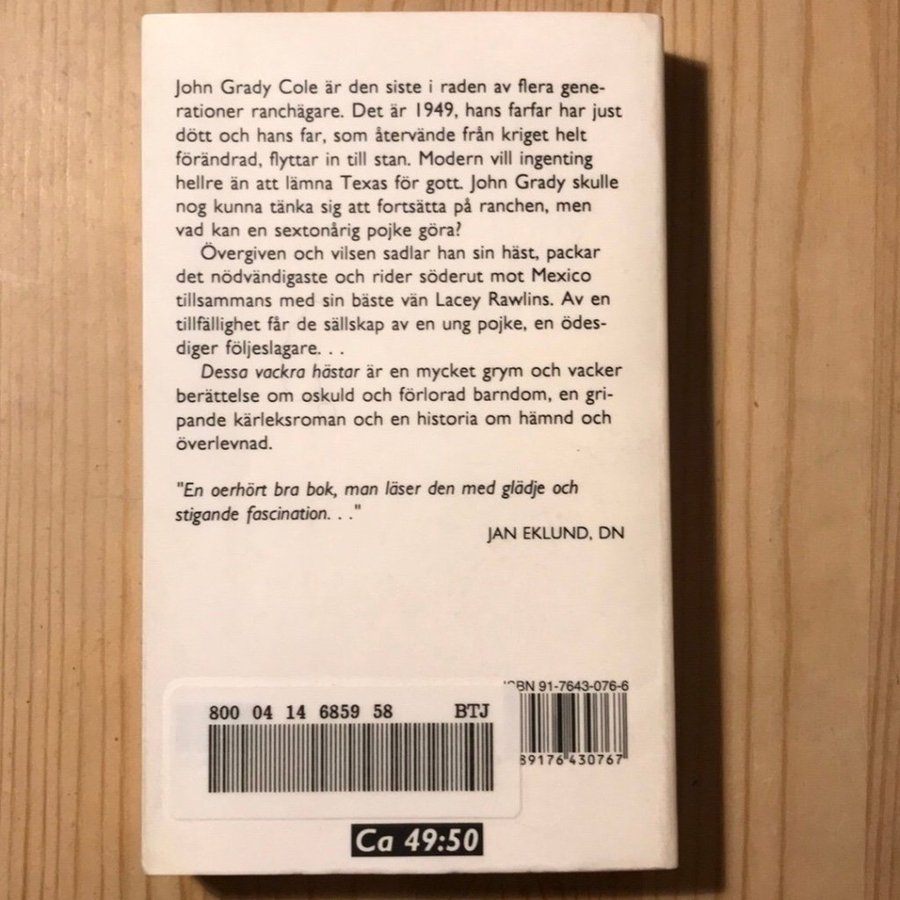 John Grady Cole är den siste i raden av flera gene-
rationer ranchägare. Det är 1949, hans farfar har just
dött och hans far, som återvände från kriget helt
förändrad, flyttar in till stan. Modern vill ingenting
hellre än att lämna Texas för gott. John Grady skulle
nog kunna tänka sig att fortsätta på ranchen, men
vad kan en sextonårig pojke göra?
Övergiven och vilsen sadlar han sin häst, packar
det nödvändigaste och rider söderut mot Mexico
tillsammans med sin bäste vän Lacey Rawlins. Av en
tillfällighet får de sällskap av en ung pojke, en ödes-
diger följeslagare. . .
Dessa vackra hästar är en mycket grym och vacker
berättelse om oskuld och förlorad barndom, en gri-
pande kärleksroman och en historia om hämnd och
överlevnad.
"En oerhört bra bok, man läser den med glädje och
stigande fascination. . ."
JAN EKLUND, DN
ISBN 91-7643-076-6
800 04 14 6859 58 BTJ
89176 430767
Ca 49:50